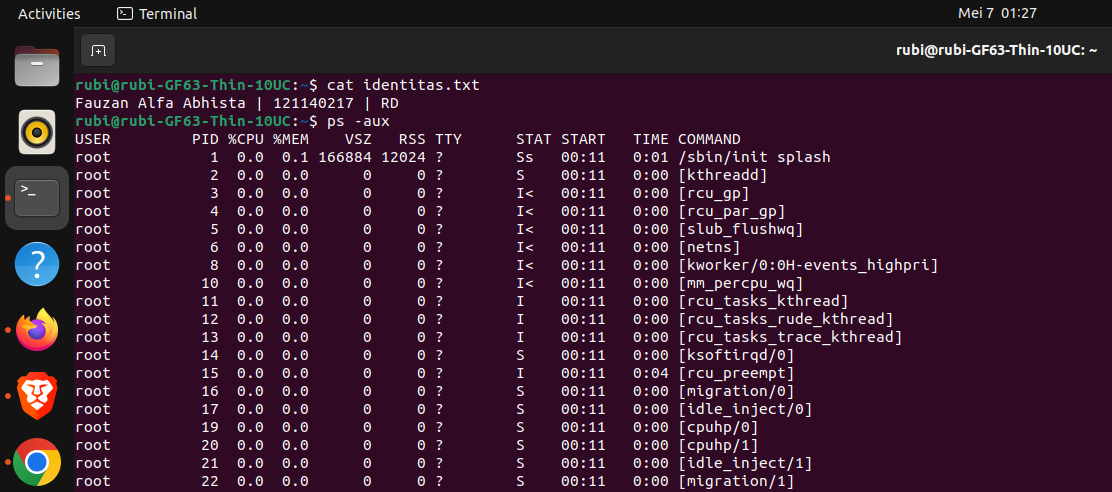 Activities Terminal Mei 7 01:27
rubi@rubi-GF63-Thin-10UC: ~
rubi@rubi-GF63-Thin-10UC:~$ cat identitas.txt
Fauzan Alfa Abhista | 121140217 | RD
rubi@rubi-GF63-Thin-10UC:~$ ps -aux
USER PID %CPU %MEM VSZ RSS TTY STAT START TIME COMMAND
root 1 0.0 0.1 166884 12024 ? Ss 00:11 0:01 /sbin/init splash
root 2 0.0 0.0 0 0 ? S 00:11 0:00 [kthreadd]
root 3 0.0 0.0 0 0 ? I< 00:11 0:00 [rcu_gp]
root 4 0.0 0.0 0 0 ? I< 00:11 0:00 [rcu_par_gp]
root 5 0.0 0.0 0 0 ? I< 00:11 0:00 [slub_flushwq]
root 6 0.0 0.0 0 0 ? I< 00:11 0:00 [netns]
root 8 0.0 0.0 0 0 ? I< 00:11 0:00 [kworker/0:0H-events_highpri]
root 10 0.0 0.0 0 0 ? I< 00:11 0:00 [mm_percpu_wq]
root 11 0.0 0.0 0 0 ? I 00:11 0:00 [rcu_tasks_kthread]
root 12 0.0 0.0 0 0 ? I 00:11 0:00 [rcu_tasks_rude_kthread]
root 13 0.0 0.0 0 0 ? I 00:11 0:00 [rcu_tasks_trace_kthread]
root 14 0.0 0.0 0 0 ? S 00:11 0:00 [ksoftirqd/0]
root 15 0.0 0.0 0 0 ? I 00:11 0:04 [rcu_preempt]
root 16 0.0 0.0 0 0 ? S 00:11 0:00 [migration/0]
root 17 0.0 0.0 0 0 ? S 00:11 0:00 [idle_inject/0]
root 19 0.0 0.0 0 0 ? S 00:11 0:00 [cpuhp/0]
root 20 0.0 0.0 0 0 ? S 00:11 0:00 [cpuhp/1]
root 21 0.0 0.0 0 0 ? S 00:11 0:00 [idle_inject/1]
root 22 0.0 0.0 0 0 ? S 00:11 0:00 [migration/1]